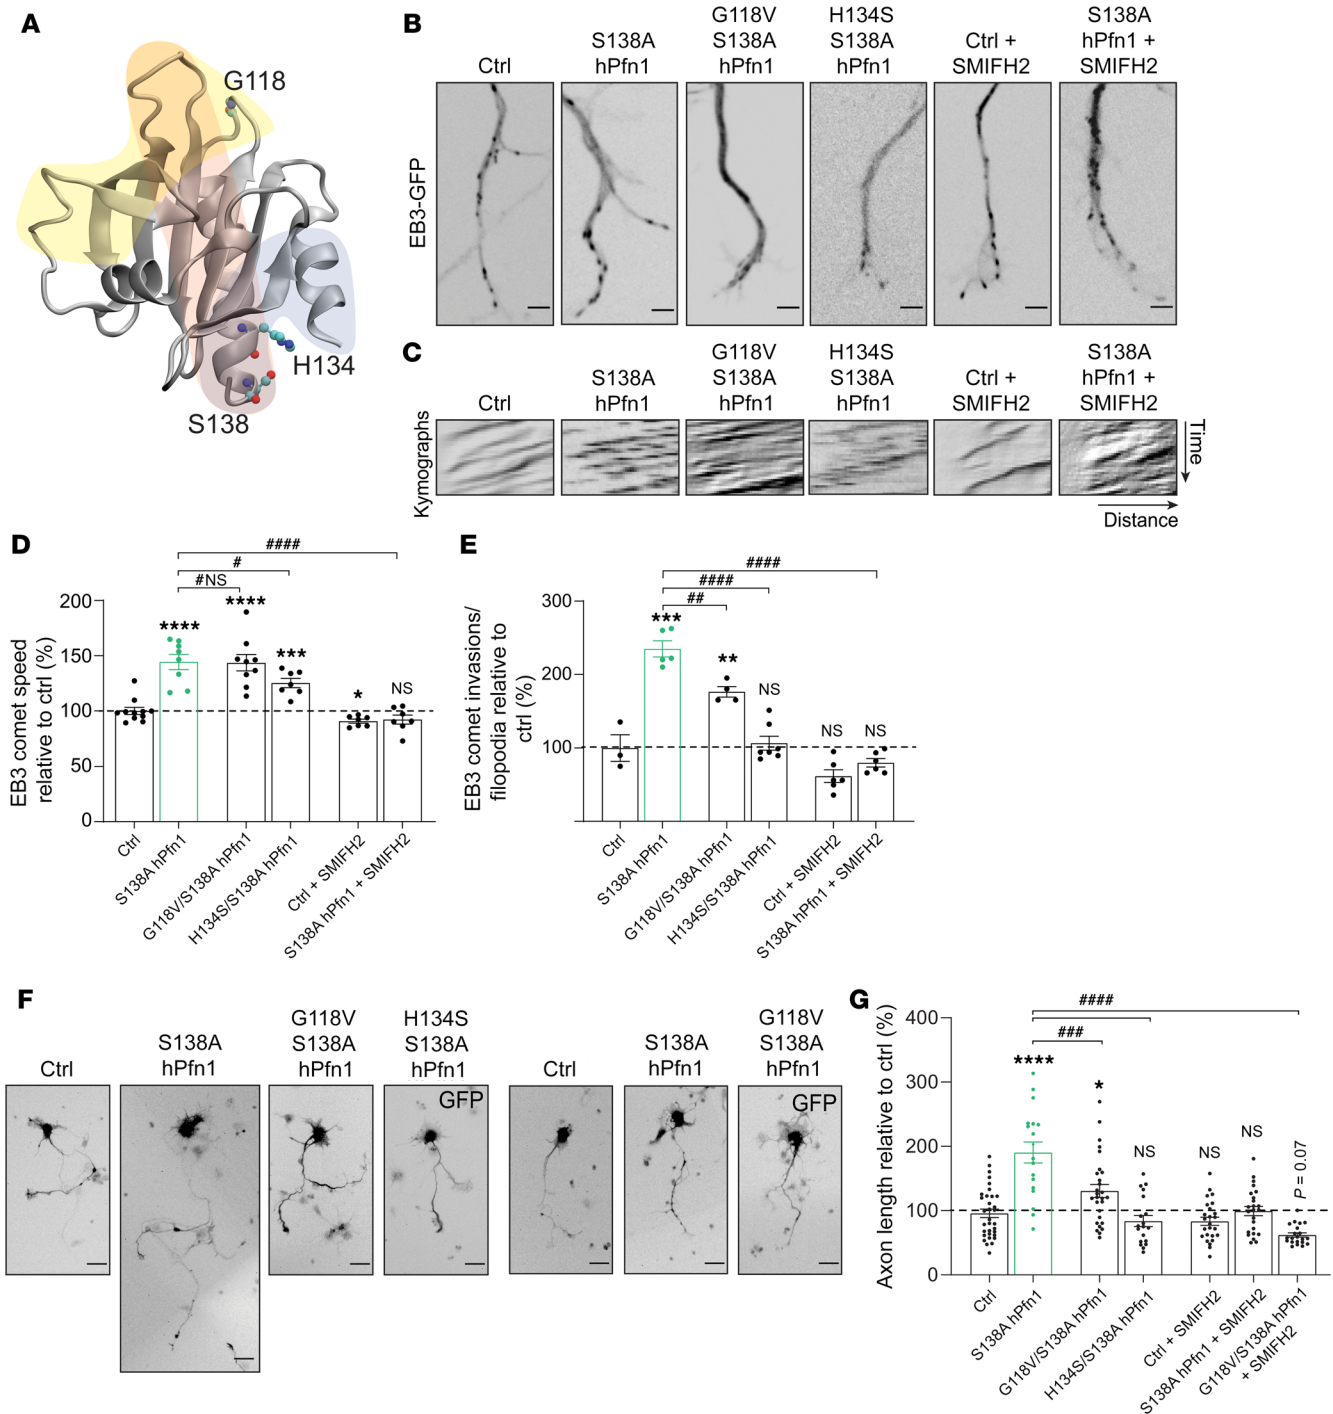 A
G118
H134
S138
B
Ctrl
S138A
hPfn1
G118V
S138A
hPfn1
H134S
S138A
hPfn1
Ctrl +
SMIFH2
S138A
hPfn1 +
SMIFH2
EB3-GFP
C
Ctrl
S138A
hPfn1
G118V
S138A
hPfn1
H134S
S138A
hPfn1
Ctrl +
SMIFH2
S138A
hPfn1 +
SMIFH2
Kymographs
Time
Distance
D
####
#
#NS
****
****
***
*
NS
EB3 comet speed
relative to ctrl (%)
200
150
100
50
0
Ctrl
S138A hPfn1
G118V/S138A hPfn1
H134S/S138A hPfn1
Ctrl + SMIFH2
S138A hPfn1 + SMIFH2
E
####
####
##
***
**
NS
NS
NS
EB3 comet invasions/
filopodia relative to
ctrl (%)
300
200
100
Ctrl
S138A hPfn1
G118V/S138A hPfn1
H134S/S138A hPfn1
Ctrl + SMIFH2
S138A hPfn1 + SMIFH2
F
Ctrl
S138A
hPfn1
G118V
S138A
hPfn1
H134S
S138A
hPfn1
GFP
Ctrl
S138A
hPfn1
G118V
S138A
hPfn1
GFP
G
####
###
****
*
NS
NS
NS
P = 0.07
Axon length relative to ctrl (%)
400
300
200
100
0
Ctrl
S138A hPfn1
G118V/S138A hPfn1
H134S/S138A hPfn1
Ctrl + SMIFH2
S138A hPfn1 + SMIFH2
G118V/S138A hPfn1
+ SMIFH2